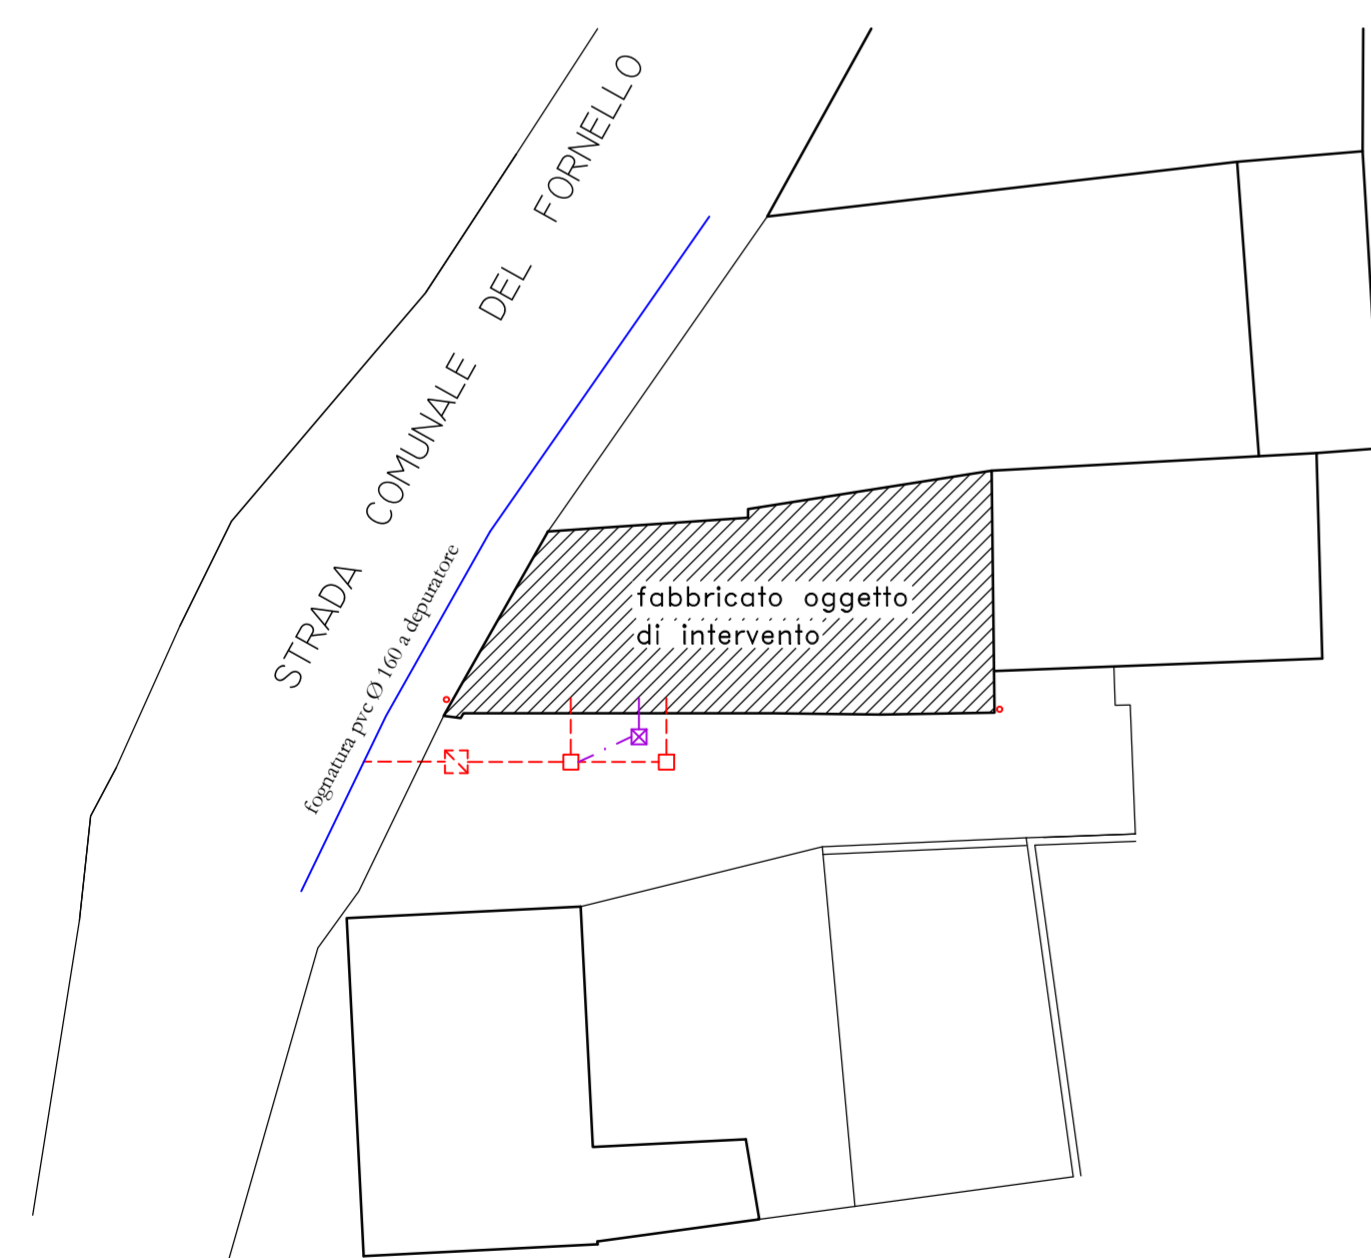 STRADA COMUNALE DEL FORNELLO
fognatura pvc Ø 160 a depuratore
fabbricato oggetto
di intervento